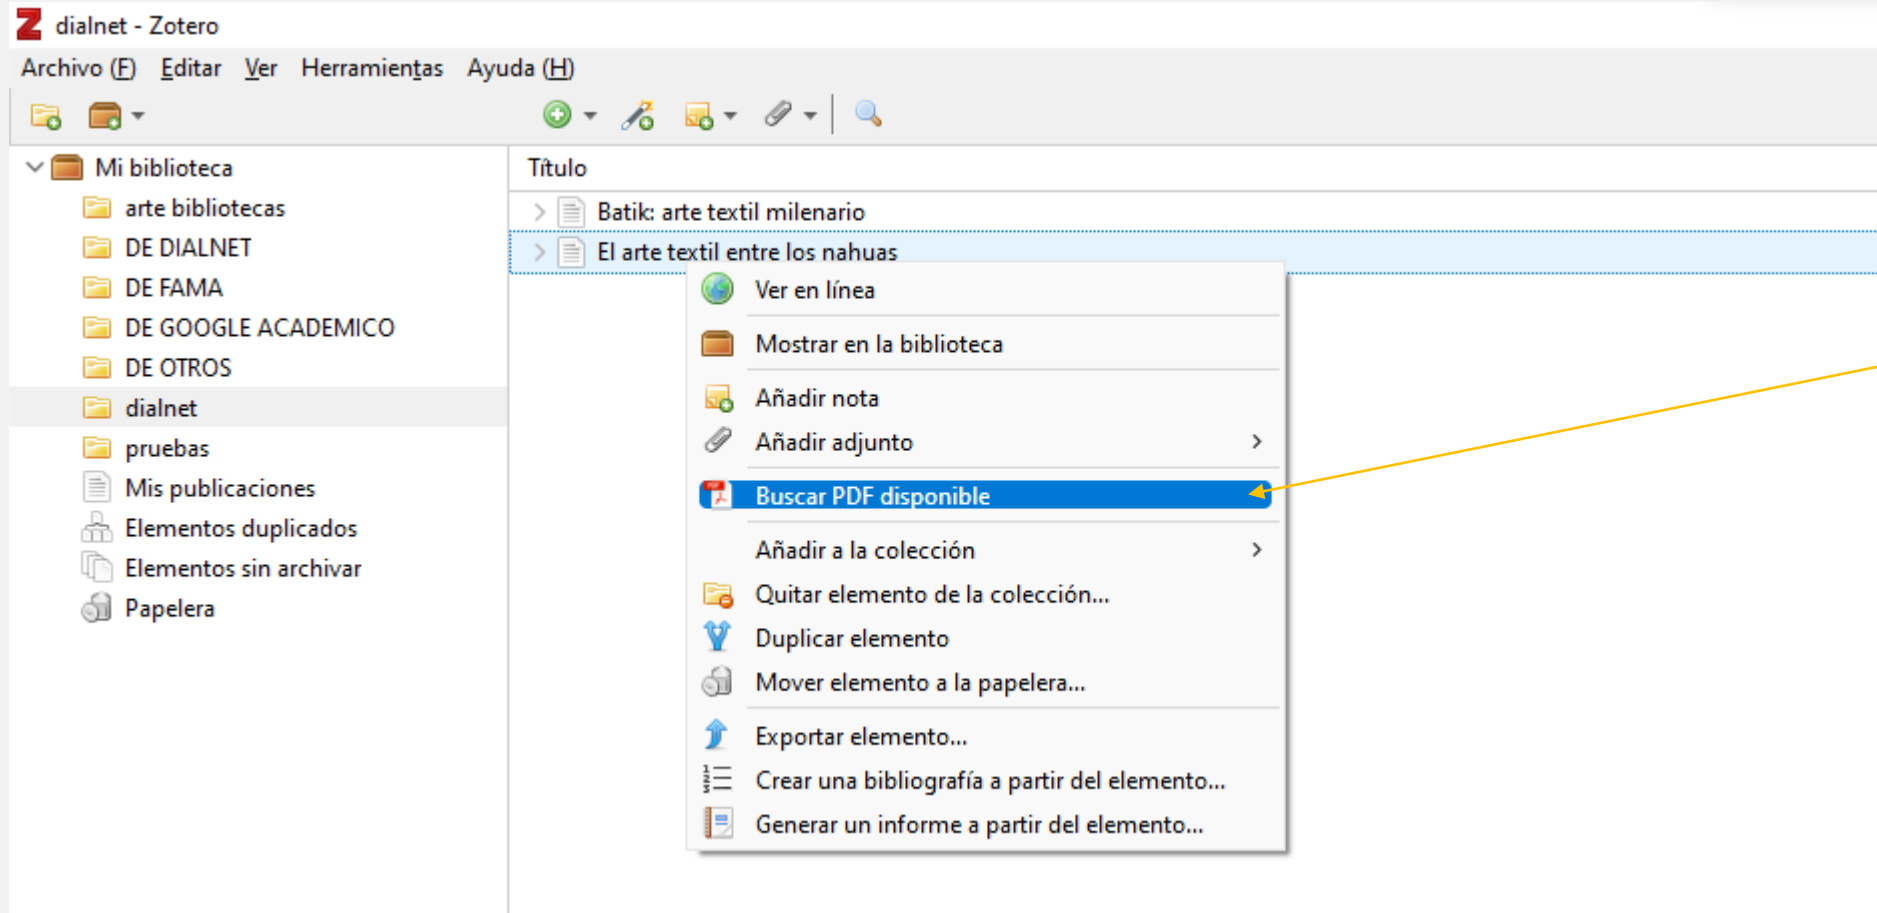 dialnet - Zotero
Archivo (F) Editar Ver Herramientas Ayuda (H)
Mi biblioteca
arte bibliotecas
DE DIALNET
DE FAMA
DE GOOGLE ACADEMICO
DE OTROS
dialnet
pruebas
Mis publicaciones
Elementos duplicados
Elementos sin archivar
Papelera
Título
Batik: arte textil milenario
El arte textil entre los nahuas
Ver en línea
Mostrar en la biblioteca
Añadir nota
Añadir adjunto
Buscar PDF disponible
Añadir a la colección
Quitar elemento de la colección...
Duplicar elemento
Mover elemento a la papelera...
Exportar elemento...
Crear una bibliografía a partir del elemento...
Generar un informe a partir del elemento...